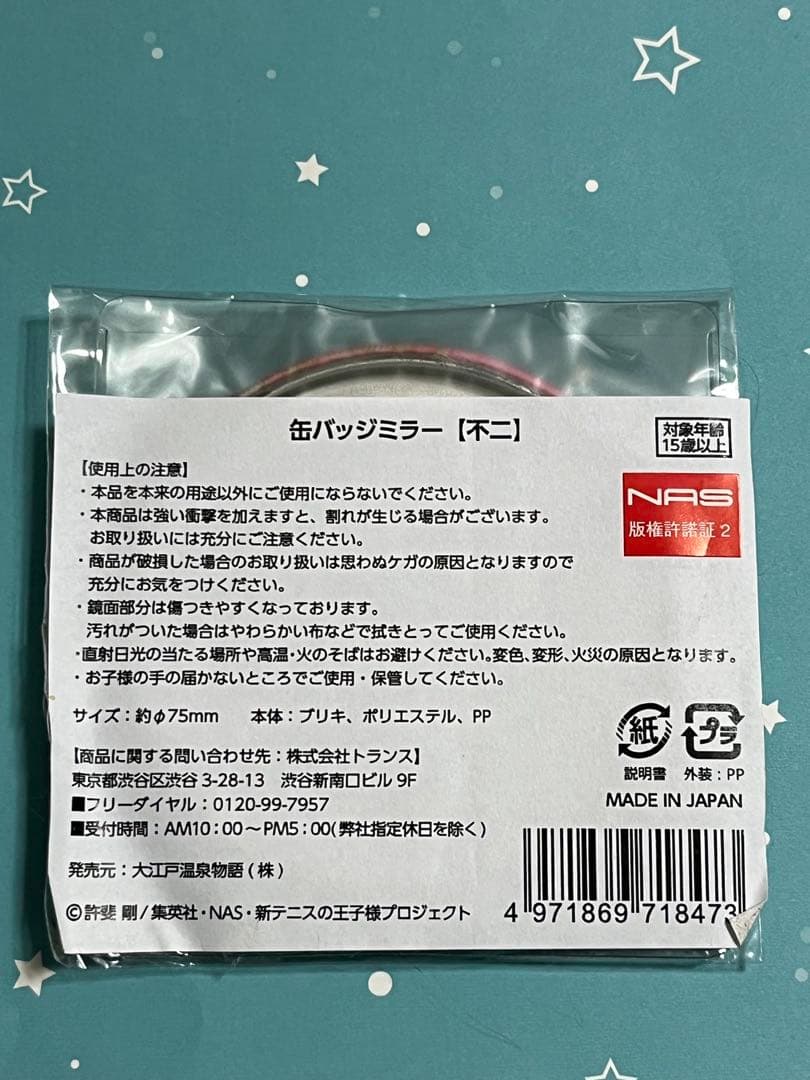 缶バッジミラー【不二】
対象年齢
15歳以上
【使用上の注意】
・本品を本来の用途以外にご使用にならないでください。
・本商品は強い衝撃を加えますと、割れが生じる場合がございます。
お取り扱いには充分にご注意ください。
・商品が破損した場合のお取り扱いは思わぬケガの原因となりますので
充分にお気をつけください。
・鏡面部分は傷つきやすくなっております。
汚れがついた場合はやわらかい布などで拭きとってご使用ください。
・直射日光の当たる場所や高温・火のそばはお避けください。変色、変形、火災の原因となります。
・お子様の手の届かないところでご使用・保管してください。
NAS
版権許諾証2
サイズ：約φ75mm　本体：ブリキ、ポリエステル、PP
【商品に関する問い合わせ先：株式会社トランス】
東京都渋谷区渋谷 3-28-13　渋谷新南口ビル 9F
■フリーダイヤル：0120-99-7957
■受付時間：AM10：00〜PM5：00(弊社指定休日を除く)
紙 プラ
説明書 外装：PP
MADE IN JAPAN
発売元：大江戸温泉物語(株)
©許斐 剛/集英社・NAS・新テニスの王子様プロジェクト
4 971869 718473